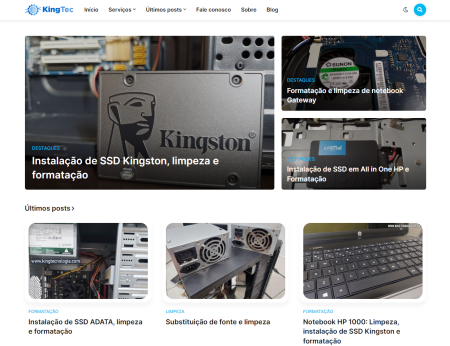 KingTec
Início
Serviços
Últimos posts
Fale conosco
Sobre
Blog
Kingston
DESTAQUES
Instalação de SSD Kingston, limpeza e
formatação
SUNON
DESTAQUES
Formatação e limpeza de notebook
Gateway
crucial
Instalação de SSD em All in One HP e
Formatação
Últimos posts
www.kingtecnologia.com
FORMATAÇÃO
Instalação de SSD ADATA, limpeza
e formatação
LIMPEZA
Substituição de fonte e limpeza
FORMATAÇÃO
Notebook HP 1000: Limpeza,
instalação de SSD Kingston e
formatação